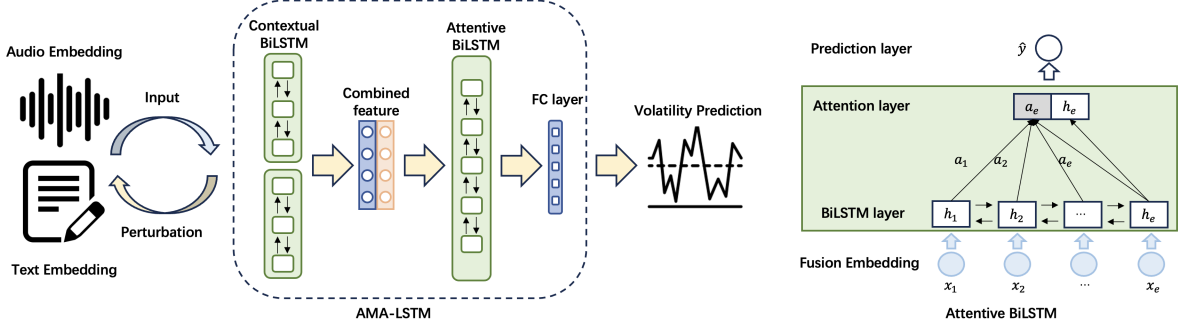 Audio Embedding
Input
Perturbation
Text Embedding
Contextual
BiLSTM
Combined
feature
Attentive
BiLSTM
FC layer
Volatility Prediction
AMA-LSTM
Prediction layer
ŷ
Attention layer
a_e h_e
a_1 a_2 a_e
BiLSTM layer
h_1 h_2 ... h_e
Fusion Embedding
x_1 x_2 ... x_e
Attentive BiLSTM